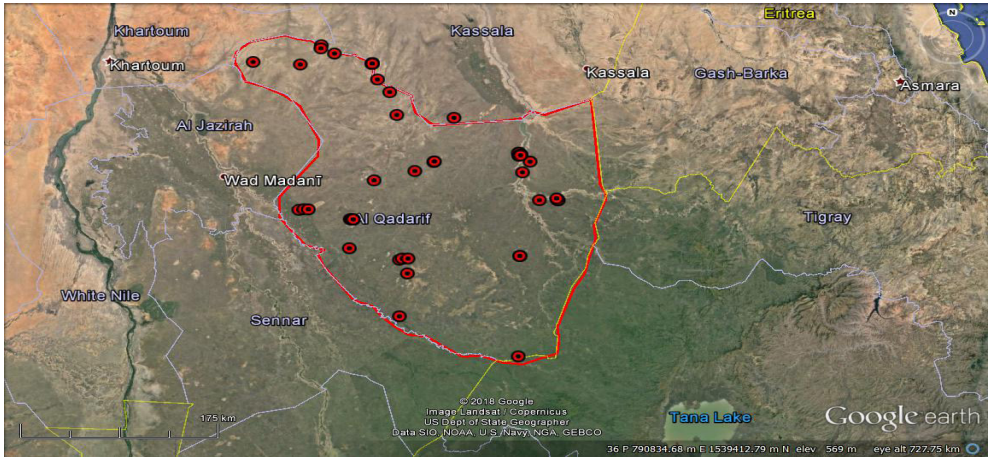 Eritrea
N
Khartoum
Kassala
Khartoum
Kassala
Gash-Barka
Asmara
Al Jazirah
Wad Madanī
Al Qadarif
Tigray
White Nile
Sennar
© 2018 Google
Image Landsat / Copernicus
US Dept of State Geographer
Data SIO, NOAA, U.S. Navy, NGA, GEBCO
175 km
Tana Lake
Google earth
36 P 790834.68 m E 1539412.79 m N elev 569 m eye alt 727.75 km